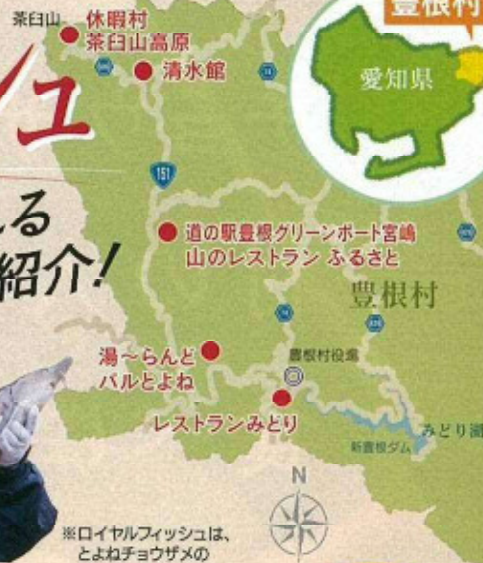 豊根村
愛知県
茶臼山
休暇村
茶臼山高原
清水館
151
道の駅豊根グリーンポート宮嶋
山のレストラン ふるさと
豊根村
湯～らんど
パルとよね
豊根村役場
レストランみどり
みどり湖
新豊根ダム
紹介!
N
※ロイヤルフィッシュは、
とよねチョウザメの